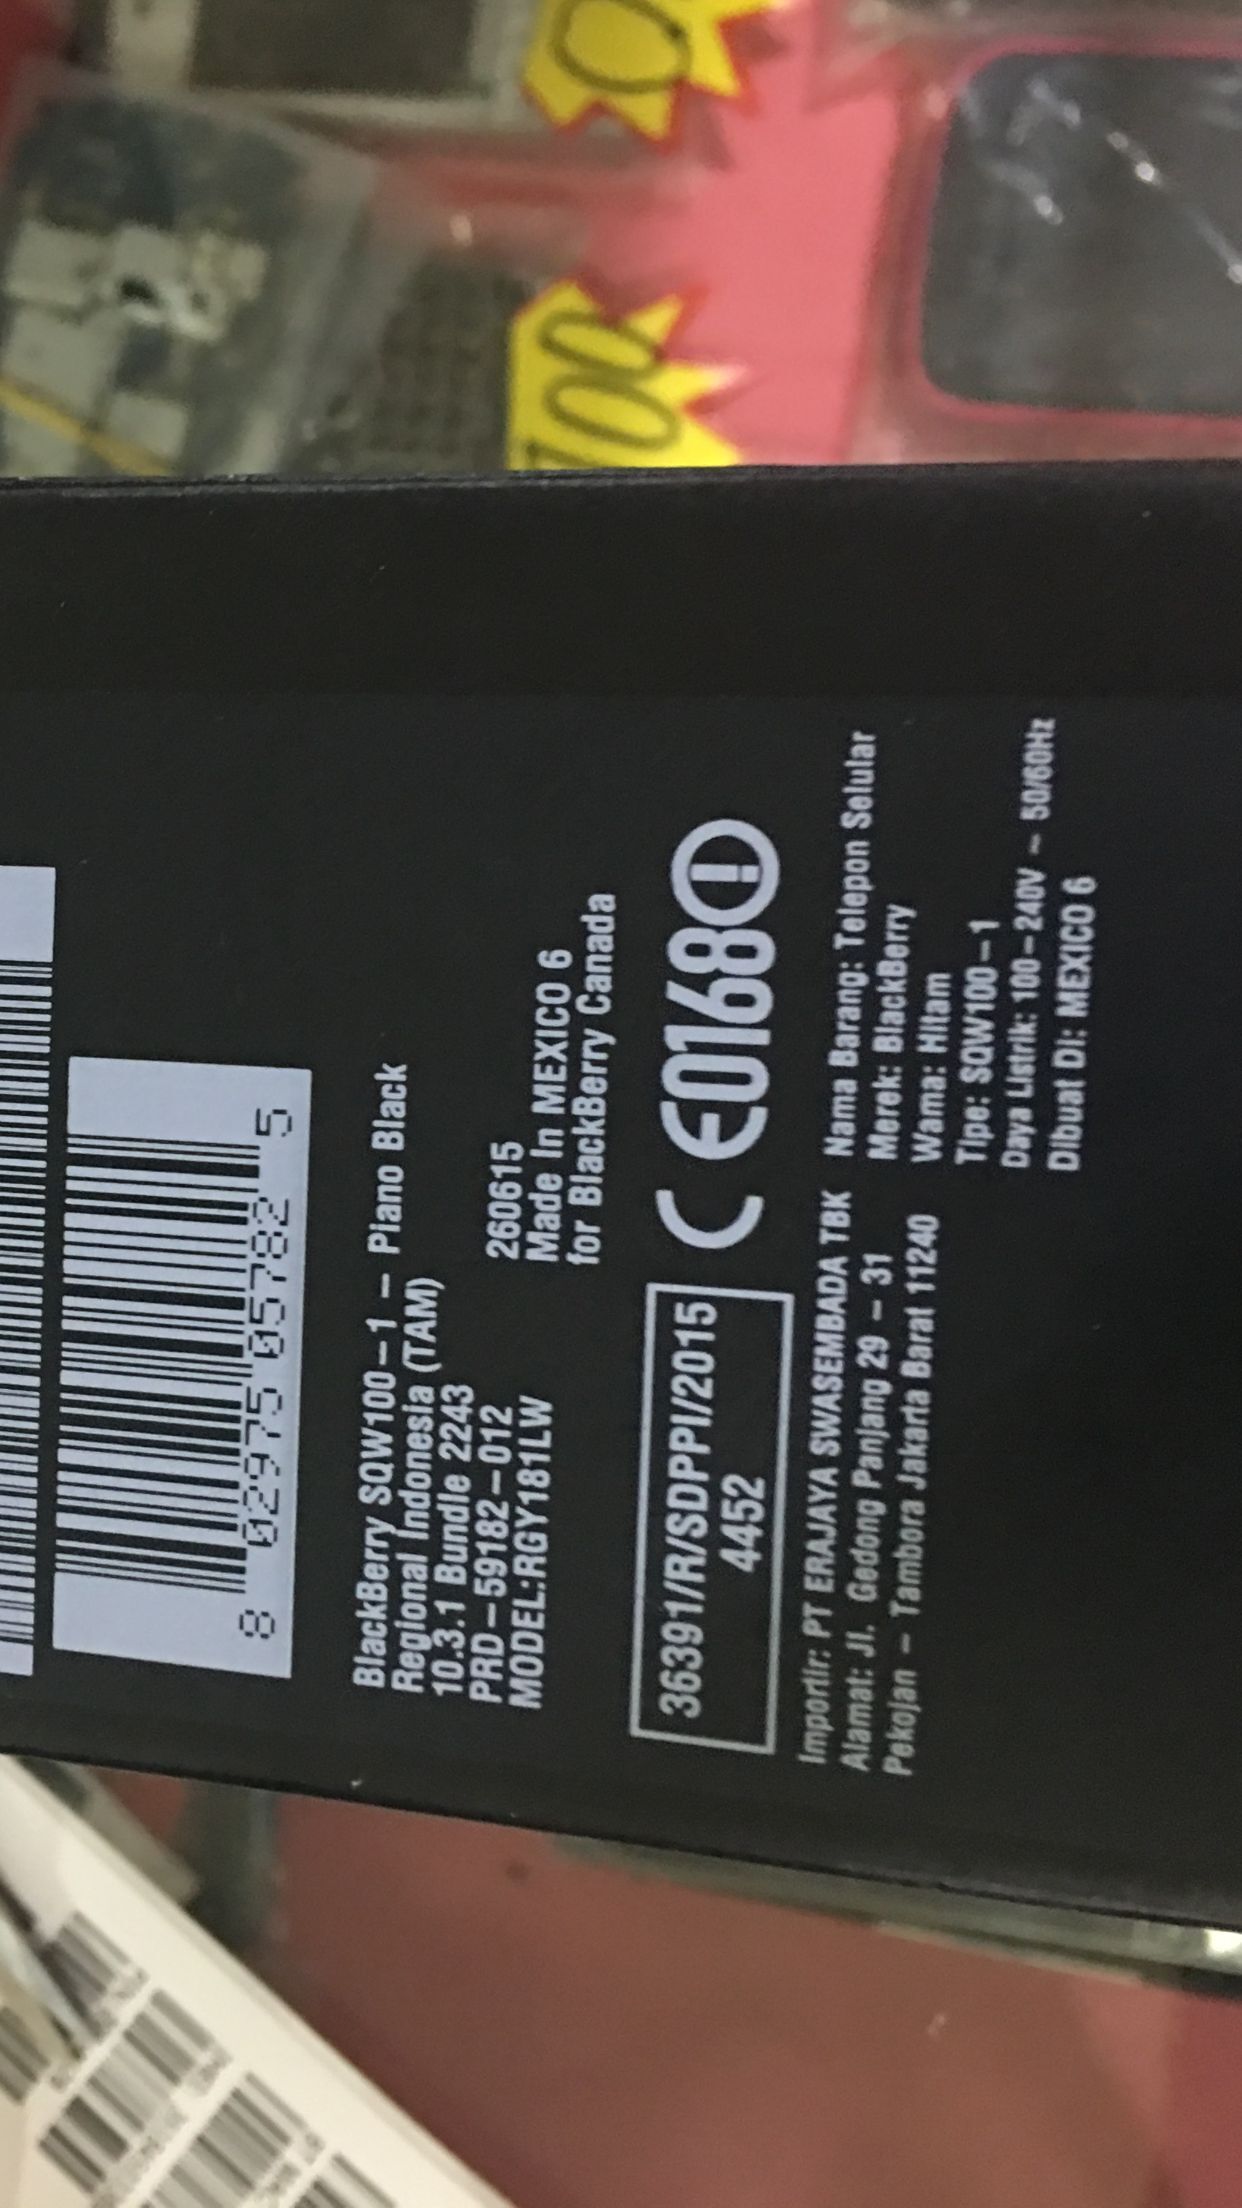 8 02975 05782 5
BlackBerry SQW100-1 - Piano Black
Regional Indonesia (TAM)
10.3.1 Bundle 2243
PRD-59182-012
MODEL:RGY181LW
260615
Made In MEXICO 6
for BlackBerry Canada
36391/R/SDPPI/2015
4452
CE0168
Importir: PT ERAJAYA SWASEMBADA TBK
Alamat: Jl. Gedong Panjang 29 - 31
Pekojan - Tambora Jakarta Barat 11240
Nama Barang: Telepon Selular
Merek: BlackBerry
Warna: Hitam
Tipe: SQW100-1
Daya Listrik: 100-240V ~ 50/60Hz
Dibuat Di: MEXICO 6
100